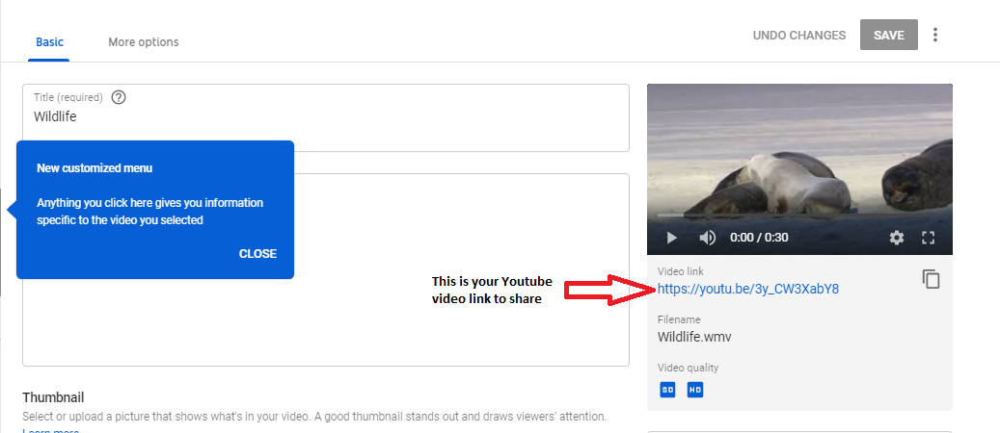 Basic
More options
UNDO CHANGES
SAVE
Title (required)
Wildlife
New customized menu
Anything you click here gives you information
specific to the video you selected
CLOSE
0:00 / 0:30
This is your Youtube
video link to share
Video link
https://youtu.be/3y_CW3XabY8
Filename
Wildlife.wmv
Video quality
SD
HD
Thumbnail
Select or upload a picture that shows what's in your video. A good thumbnail stands out and draws viewers' attention.
Learn more